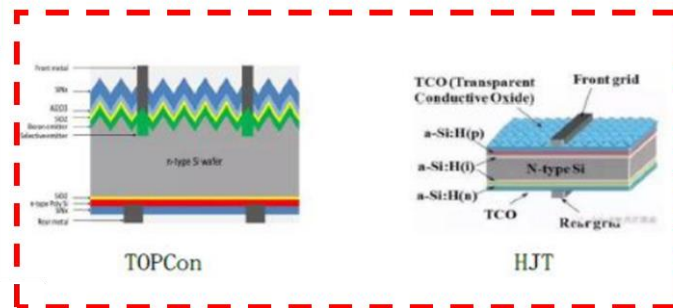 Front metal
SiNx
Al2O3
SiO2
Boron emitter
Selective emitter
n-type Si wafer
SiO2
n-type Poly Si
SiNx
Rear metal
TOPCon
TCO (Transparent
Conductive Oxide)
Front grid
a-Si:H(p)
a-Si:H(i)
N-type Si
a-Si:H(n)
TCO
Rear grid
HJT